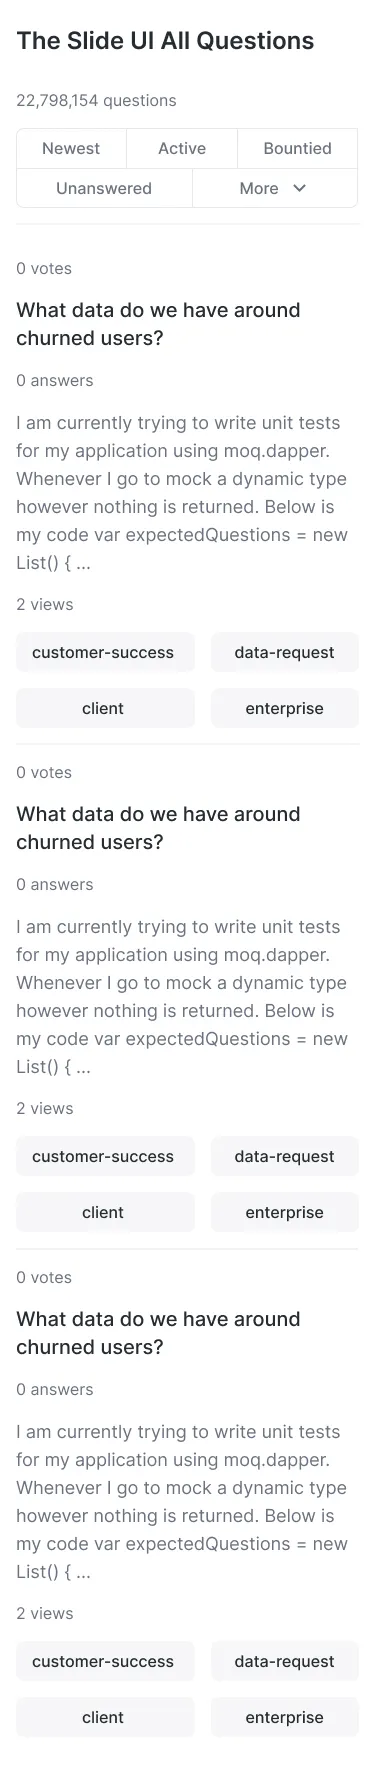 The Slide UI All Questions
22,798,154 questions
Newest Active Bountied
Unanswered More
0 votes
What data do we have around
churned users?
0 answers
I am currently trying to write unit tests
for my application using moq.dapper.
Whenever I go to mock a dynamic type
however nothing is returned. Below is
my code var expectedQuestions = new
List() { ...
2 views
customer-success data-request
client enterprise
0 votes
What data do we have around
churned users?
0 answers
I am currently trying to write unit tests
for my application using moq.dapper.
Whenever I go to mock a dynamic type
however nothing is returned. Below is
my code var expectedQuestions = new
List() { ...
2 views
customer-success data-request
client enterprise
0 votes
What data do we have around
churned users?
0 answers
I am currently trying to write unit tests
for my application using moq.dapper.
Whenever I go to mock a dynamic type
however nothing is returned. Below is
my code var expectedQuestions = new
List() { ...
2 views
customer-success data-request
client enterprise